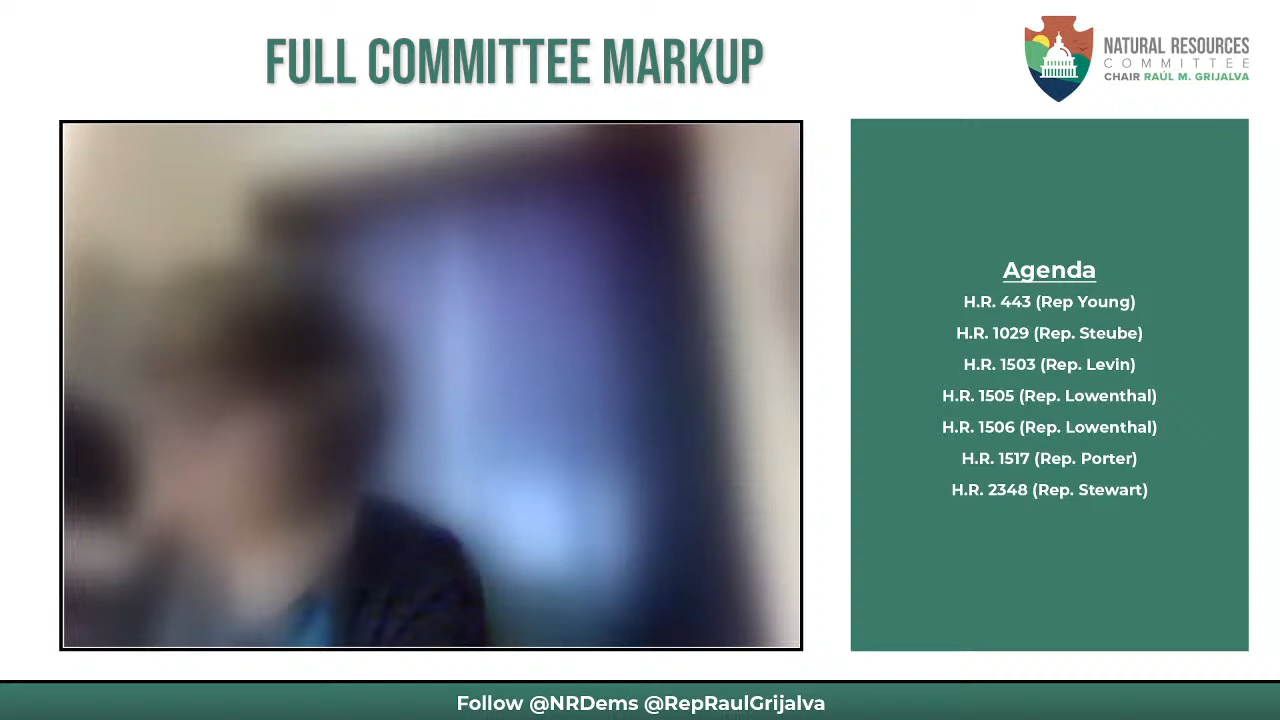 FULL COMMITTEE MARKUP
NATURAL RESOURCES
COMMITTEE
CHAIR RAÚL M. GRIJALVA
Agenda
H.R. 443 (Rep Young)
H.R. 1029 (Rep. Steube)
H.R. 1503 (Rep. Levin)
H.R. 1505 (Rep. Lowenthal)
H.R. 1506 (Rep. Lowenthal)
H.R. 1517 (Rep. Porter)
H.R. 2348 (Rep. Stewart)
Follow @NRDems @RepRaulGrijalva